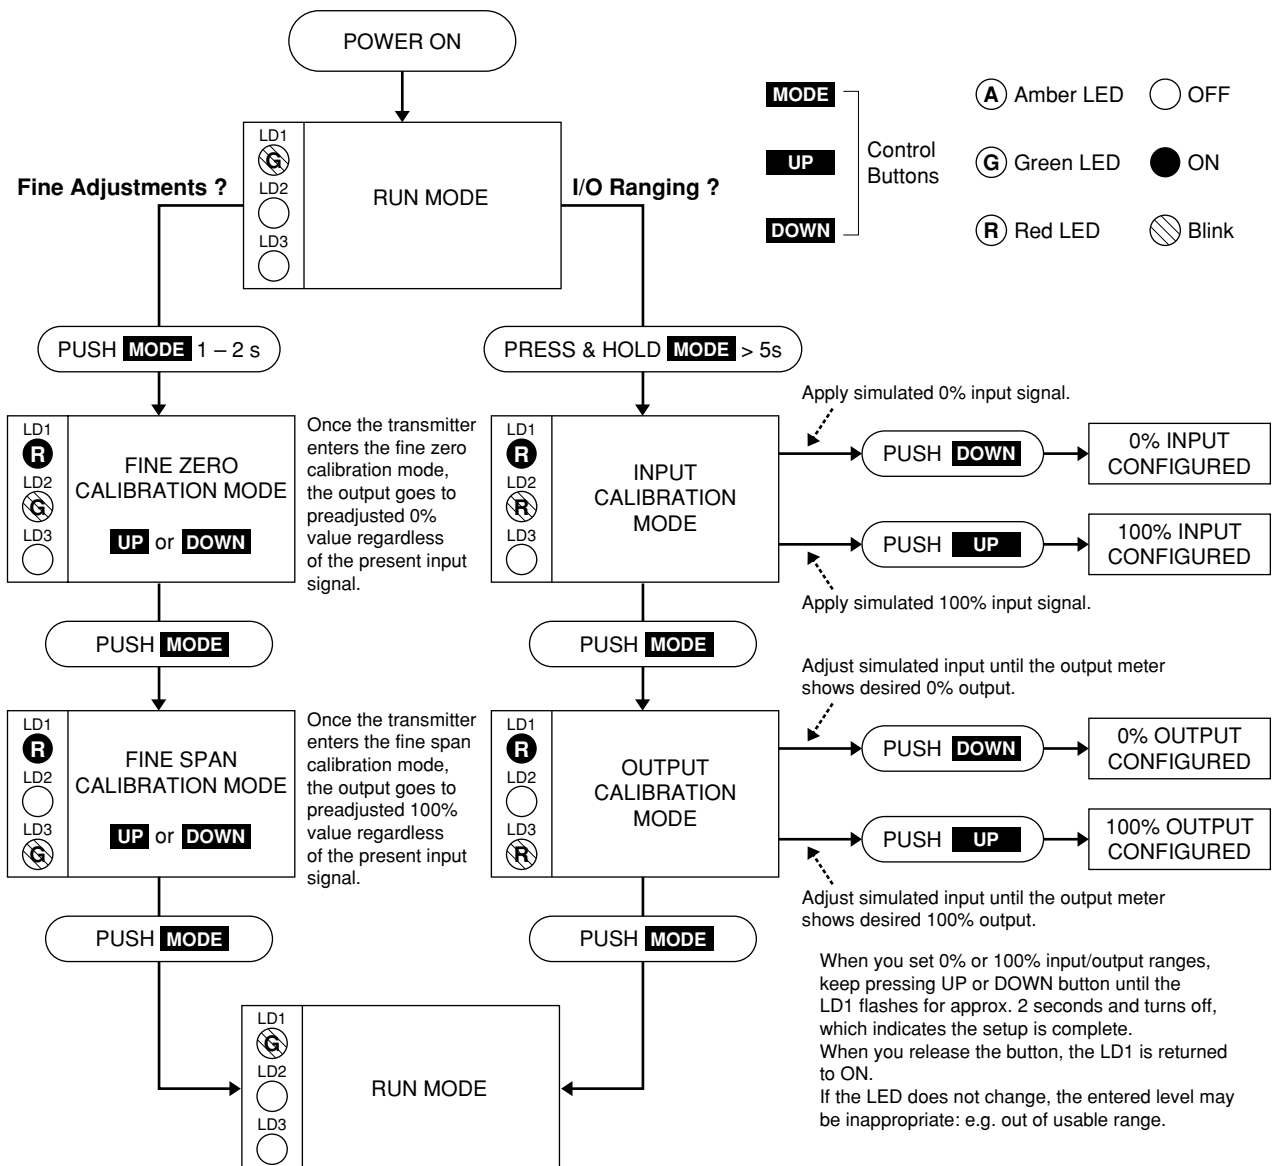 POWER ON
MODE
UP
DOWN
Control
Buttons
A Amber LED
G Green LED
R Red LED
OFF
ON
Blink
Fine Adjustments ?
I/O Ranging ?
LD1
G
LD2
LD3
RUN MODE
PUSH MODE 1 – 2 s
PRESS & HOLD MODE > 5s
LD1
R
LD2
G
LD3
FINE ZERO
CALIBRATION MODE
UP or DOWN
Once the transmitter
enters the fine zero
calibration mode,
the output goes to
preadjusted 0%
value regardless
of the present input
signal.
LD1
R
LD2
R
LD3
INPUT
CALIBRATION
MODE
Apply simulated 0% input signal.
PUSH DOWN
0% INPUT
CONFIGURED
PUSH UP
100% INPUT
CONFIGURED
Apply simulated 100% input signal.
PUSH MODE
PUSH MODE
LD1
R
LD2
LD3
G
FINE SPAN
CALIBRATION MODE
UP or DOWN
Once the transmitter
enters the fine span
calibration mode,
the output goes to
preadjusted 100%
value regardless
of the present input
signal.
LD1
R
LD2
LD3
R
OUTPUT
CALIBRATION
MODE
Adjust simulated input until the output meter
shows desired 0% output.
PUSH DOWN
0% OUTPUT
CONFIGURED
PUSH UP
100% OUTPUT
CONFIGURED
Adjust simulated input until the output meter
shows desired 100% output.
PUSH MODE
PUSH MODE
When you set 0% or 100% input/output ranges,
keep pressing UP or DOWN button until the
LD1 flashes for approx. 2 seconds and turns off,
which indicates the setup is complete.
When you release the button, the LD1 is returned
to ON.
If the LED does not change, the entered level may
be inappropriate: e.g. out of usable range.
LD1
G
LD2
LD3
RUN MODE